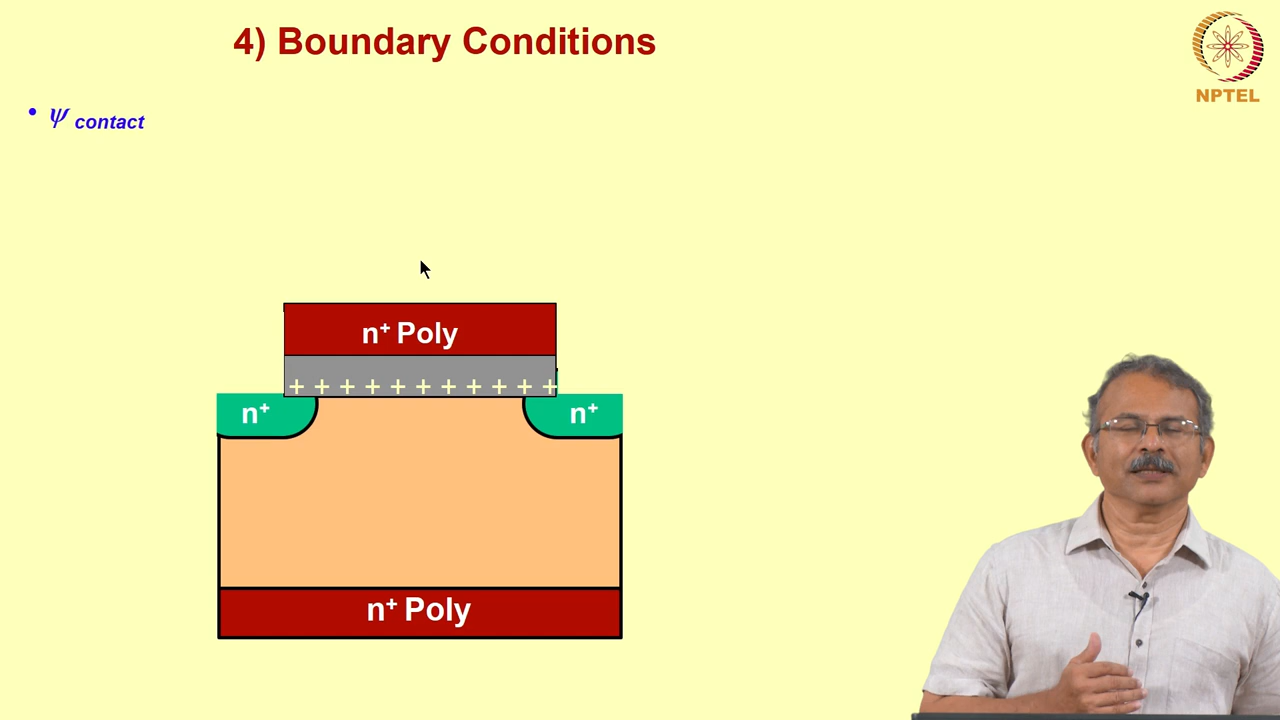 4) Boundary Conditions
NPTEL
• ψ contact
n+ Poly
+ + + + + + + + + + +
n+
n+
n+ Poly